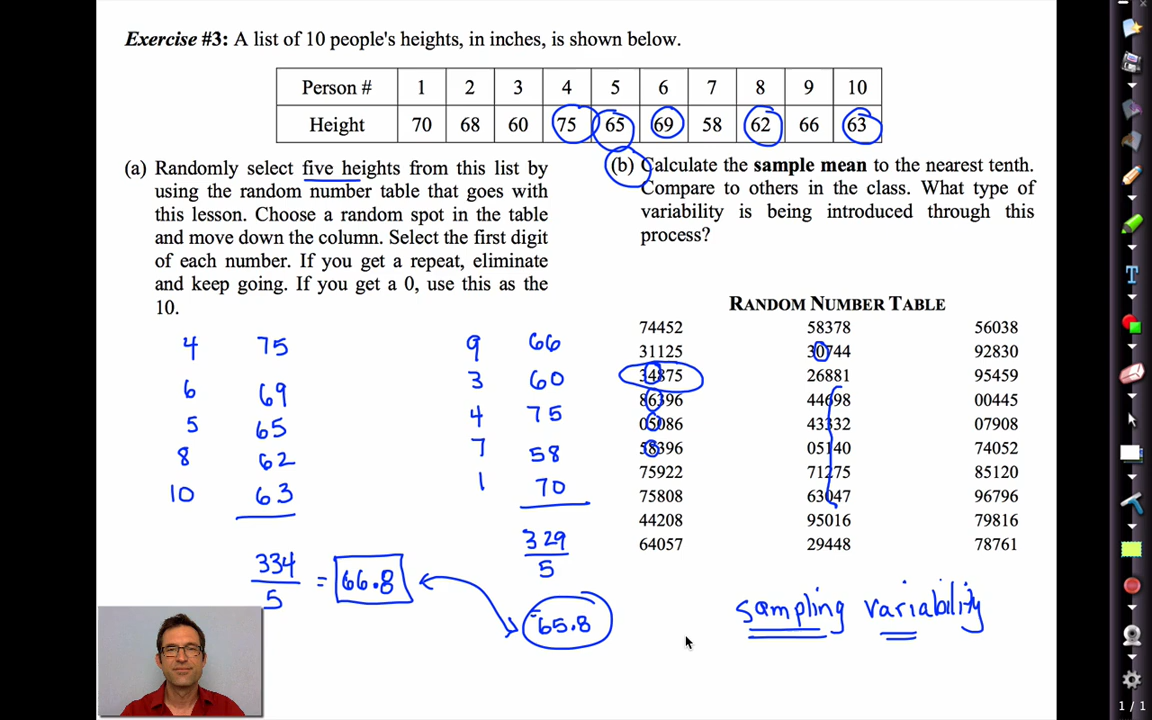 Exercise #3: A list of 10 people's heights, in inches, is shown below.
Person # 1 2 3 4 5 6 7 8 9 10
Height 70 68 60 75 65 69 58 62 66 63
(a) Randomly select five heights from this list by
using the random number table that goes with
this lesson. Choose a random spot in the table
and move down the column. Select the first digit
of each number. If you get a repeat, eliminate
and keep going. If you get a 0, use this as the
10.
(b) Calculate the sample mean to the nearest tenth.
Compare to others in the class. What type of
variability is being introduced through this
process?
4 75
6 69
5 65
8 62
10 63
334
5
= 66.8
9 66
3 60
4 75
7 58
1 70
329
5
65.8
RANDOM NUMBER TABLE
74452 58378 56038
31125 30744 92830
34875 26881 95459
86396 44698 00445
05086 43332 07908
58396 05140 74052
75922 71275 85120
75808 63047 96796
44208 95016 79816
64057 29448 78761
sampling variability
T
1 / 1